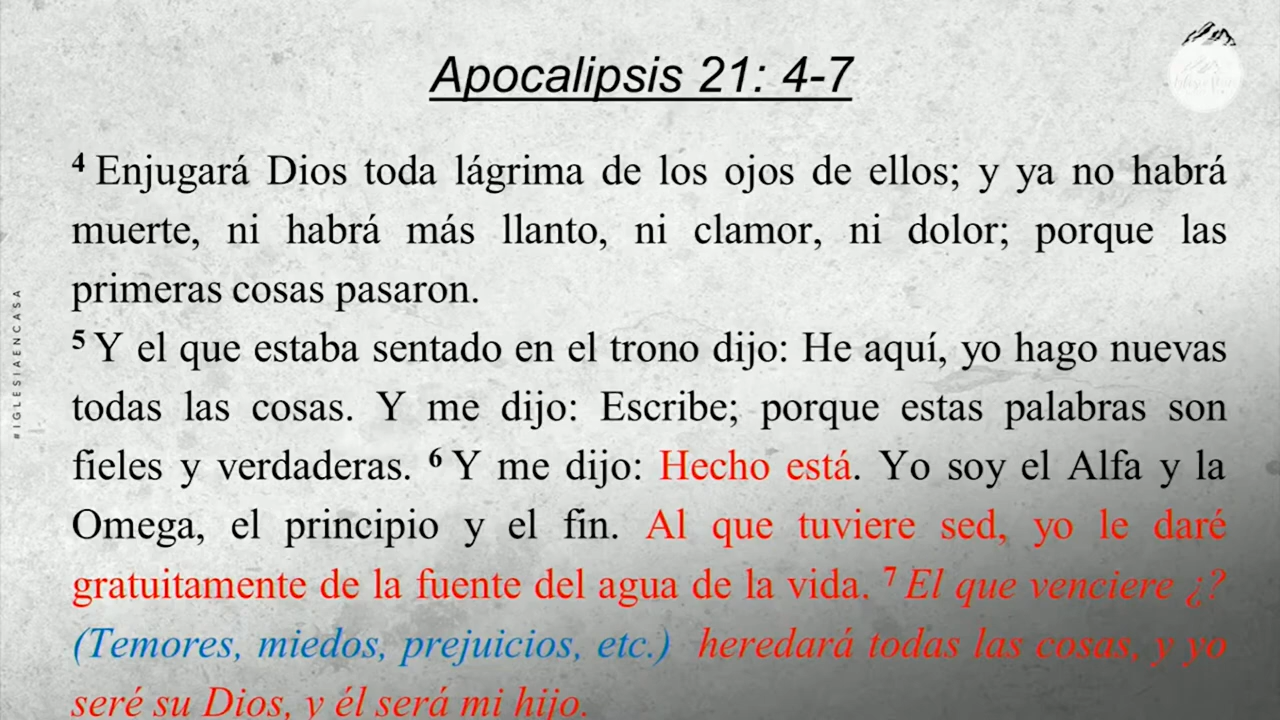 Apocalipsis 21: 4-7
4 Enjugará Dios toda lágrima de los ojos de ellos; y ya no habrá
muerte, ni habrá más llanto, ni clamor, ni dolor; porque las
primeras cosas pasaron.
5 Y el que estaba sentado en el trono dijo: He aquí, yo hago nuevas
todas las cosas. Y me dijo: Escribe; porque estas palabras son
fieles y verdaderas. 6 Y me dijo: Hecho está. Yo soy el Alfa y la
Omega, el principio y el fin. Al que tuviere sed, yo le daré
gratuitamente de la fuente del agua de la vida. 7 El que venciere ¿?
(Temores, miedos, prejuicios, etc.) heredará todas las cosas, y yo
seré su Dios, y él será mi hijo.
#IGLESIAENCASA